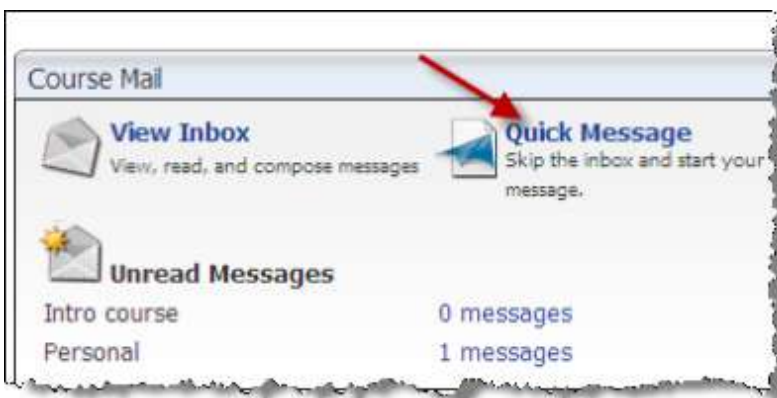 Course Mail
View Inbox
View, read, and compose messages
Quick Message
Skip the inbox and start your
message.
Unread Messages
Intro course 0 messages
Personal 1 messages